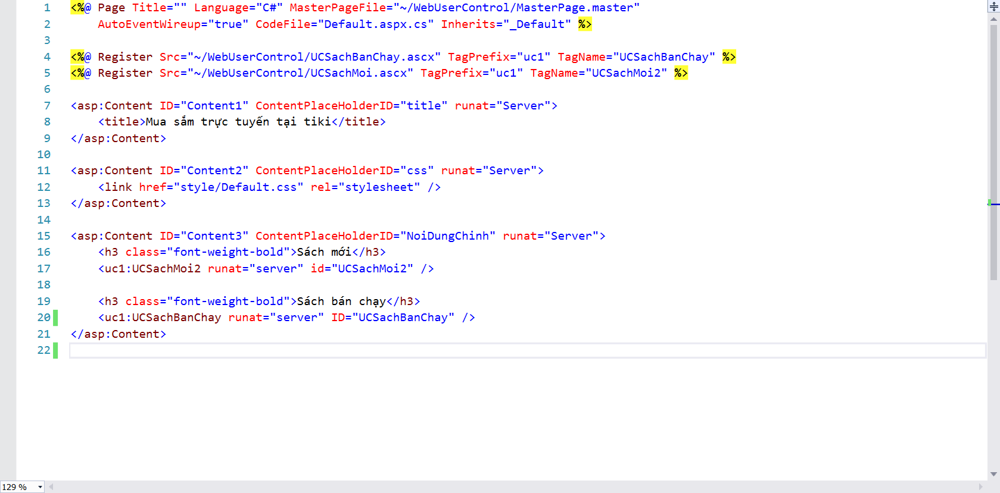 1 <%@ Page Title="" Language="C#" MasterPageFile="~/WebUserControl/MasterPage.master"
2     AutoEventWireup="true" CodeFile="Default.aspx.cs" Inherits="_Default" %>
3
4 <%@ Register Src="~/WebUserControl/UCSachBanChay.ascx" TagPrefix="uc1" TagName="UCSachBanChay" %>
5 <%@ Register Src="~/WebUserControl/UCSachMoi.ascx" TagPrefix="uc1" TagName="UCSachMoi2" %>
6
7 <asp:Content ID="Content1" ContentPlaceHolderID="title" runat="Server">
8     <title>Mua sắm trực tuyến tại tiki</title>
9 </asp:Content>
10
11 <asp:Content ID="Content2" ContentPlaceHolderID="css" runat="Server">
12     <link href="style/Default.css" rel="stylesheet" />
13 </asp:Content>
14
15 <asp:Content ID="Content3" ContentPlaceHolderID="NoiDungChinh" runat="Server">
16     <h3 class="font-weight-bold">Sách mới</h3>
17     <uc1:UCSachMoi2 runat="server" id="UCSachMoi2" />
18
19     <h3 class="font-weight-bold">Sách bán chạy</h3>
20     <uc1:UCSachBanChay runat="server" ID="UCSachBanChay" />
21 </asp:Content>
22
129 %